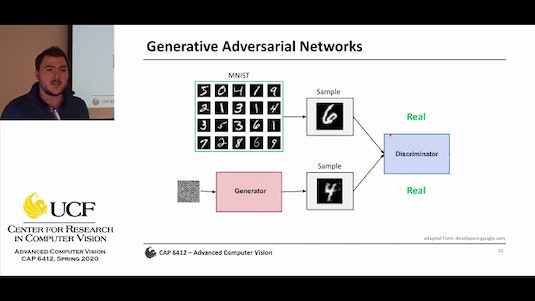 Generative Adversarial Networks
MNIST
5 0 4 1 9
2 1 3 1 4
3 5 3 6 1
7 2 8 6 9
Sample
6
Real
Discriminator
Sample
Generator
4
Real
UCF
CENTER FOR RESEARCH
IN COMPUTER VISION
ADVANCED COMPUTER VISION
CAP 6412, SPRING 2020
adapted from: developers.google.com
CAP 6412 – Advanced Computer Vision